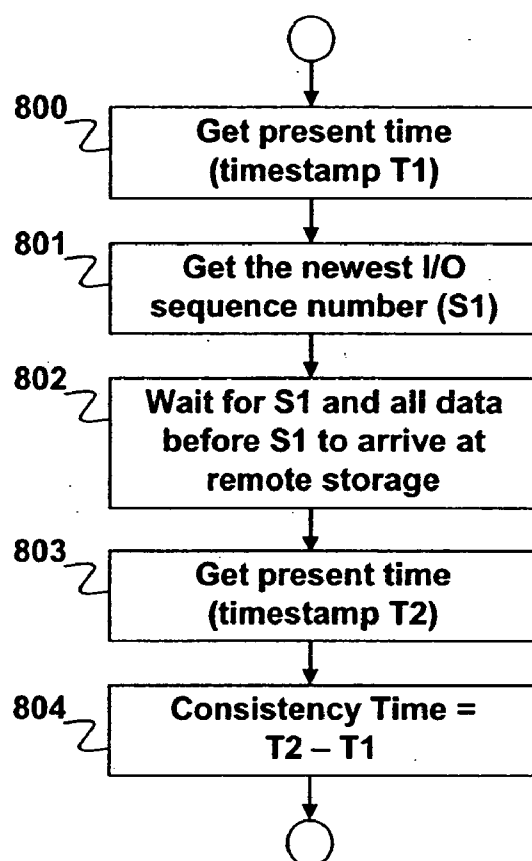 800
Get present time
(timestamp T1)
801
Get the newest I/O
sequence number (S1)
802
Wait for S1 and all data
before S1 to arrive at
remote storage
803
Get present time
(timestamp T2)
804
Consistency Time =
T2 – T1